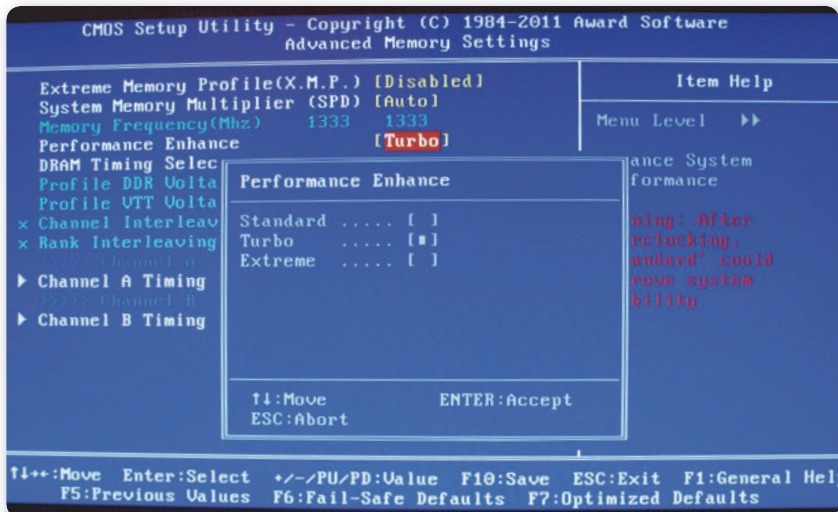 CMOS Setup Utility - Copyright (C) 1984-2011 Award Software
Advanced Memory Settings
Extreme Memory Profile(X.M.P.) [Disabled]
System Memory Multiplier (SPD) [Auto]
Memory Frequency(Mhz) 1333 1333
Performance Enhance [Turbo]
DRAM Timing Selec
Profile DDR Volta
Profile VTT Volta
x Channel Interleav
x Rank Interleaving
>>>>> Channel A
▶ Channel A Timing
>>>>> Channel B
▶ Channel B Timing
Performance Enhance
Standard ..... [ ]
Turbo ..... [■]
Extreme ..... [ ]
↑↓:Move ENTER:Accept
ESC:Abort
Item Help
Menu Level ▶▶
ance System
formance
ning: After
rclocking,
andard' could
rove system
bility
↑↓→←:Move Enter:Select +/-/PU/PD:Value F10:Save ESC:Exit F1:General Hel
F5:Previous Values F6:Fail-Safe Defaults F7:Optimized Defaults